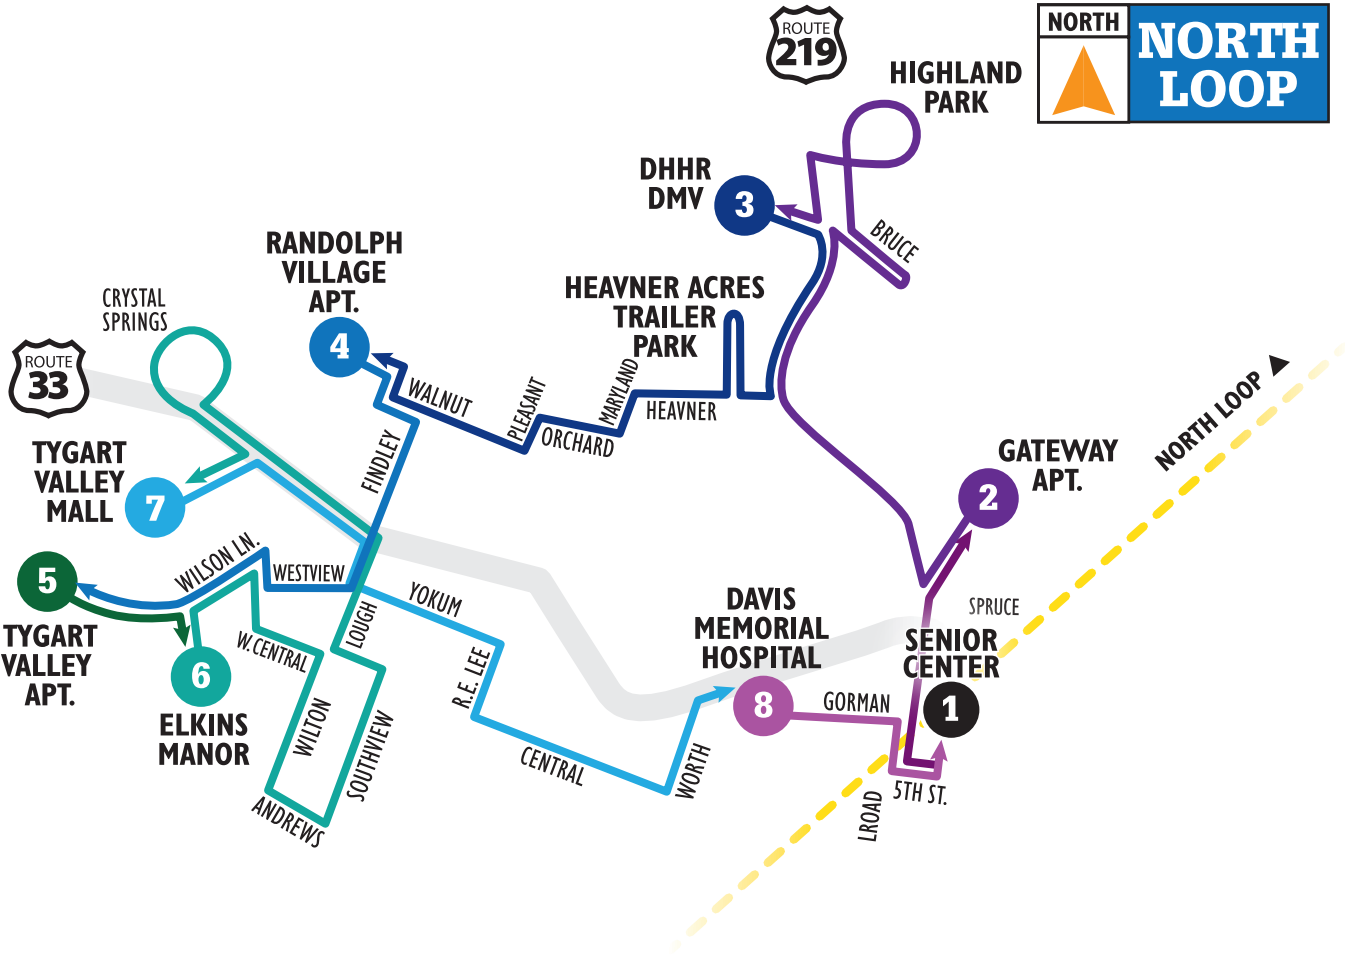 ROUTE
219
HIGHLAND
PARK
NORTH
NORTH
LOOP
DHHR
DMV
3
BRUCE
RANDOLPH
VILLAGE
APT.
4
HEAVNER ACRES
TRAILER
PARK
CRYSTAL
SPRINGS
ROUTE
33
WALNUT
PLEASANT
ORCHARD
MARYLAND
HEAVNER
FINDLEY
TYGART
VALLEY
MALL
7
GATEWAY
APT.
2
NORTH LOOP
5
TYGART
VALLEY
APT.
WILSON LN.
WESTVIEW
YOKUM
LOUGH
W.CENTRAL
6
ELKINS
MANOR
WILTON
SOUTHVIEW
ANDREWS
R.E. LEE
CENTRAL
WORTH
DAVIS
MEMORIAL
HOSPITAL
8
GORMAN
SPRUCE
SENIOR
CENTER
1
5TH ST.
LROAD